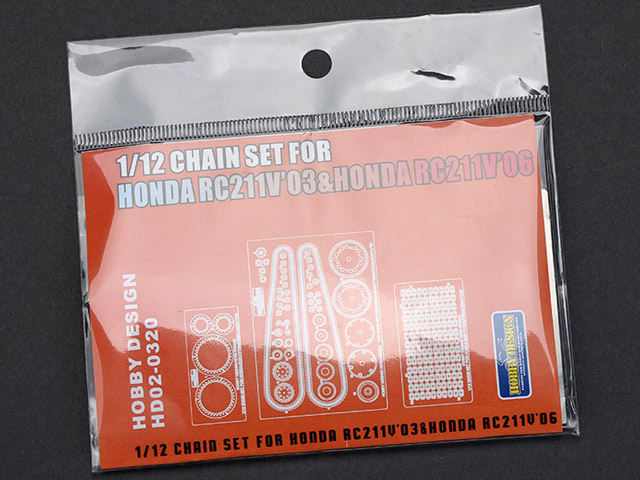 1/12 CHAIN SET FOR
HONDA RC211V'03&HONDA RC211V'06
HOBBY DESIGN
HD02-0320
HOBBY DESIGN
1/12 CHAIN SET FOR HONDA RC211V'03&HONDA RC211V'06